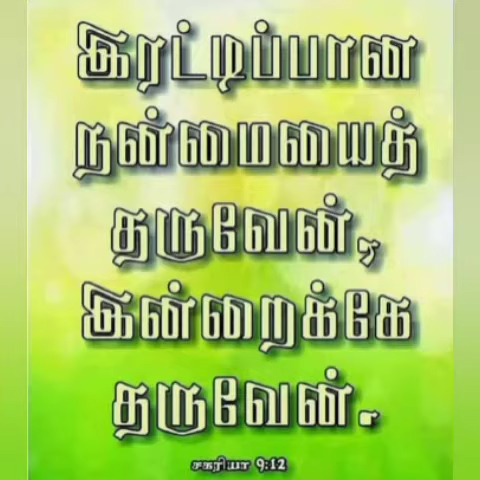 இரட்டிப்பான
நன்மையைத்
தருவேன்,
இன்றைக்கே
தருவேன்.
சகரியா 9:12